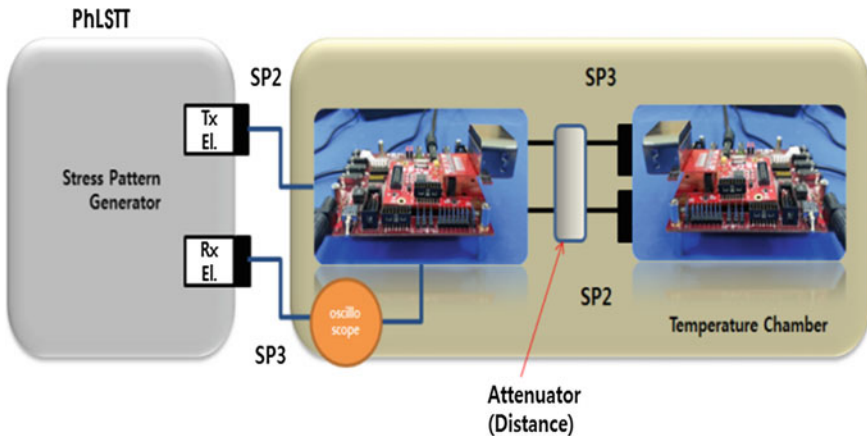 PhLSTT
SP2
SP3
Tx
El.
Stress Pattern
Generator
Rx
El.
oscillo
scope
SP3
SP2
Temperature Chamber
Attenuator
(Distance)